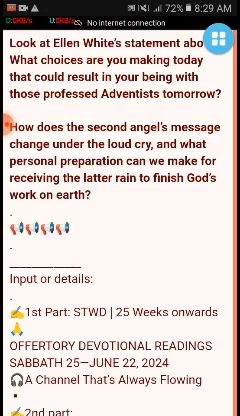 72% 8:29 AM
0:0KB/s U:0KB/s No internet connection
Look at Ellen White's statement abo
What choices are you making today
that could result in your being with
those professed Adventists tomorrow?
How does the second angel's message
change under the loud cry, and what
personal preparation can we make for
receiving the latter rain to finish God's
work on earth?
.
📢📢📢📢
.
_____________
Input or details:
.
✍️1st Part: STWD | 25 Weeks onwards
🙏
OFFERTORY DEVOTIONAL READINGS
SABBATH 25—JUNE 22, 2024
🎧A Channel That's Always Flowing
▪
✍️2nd part: